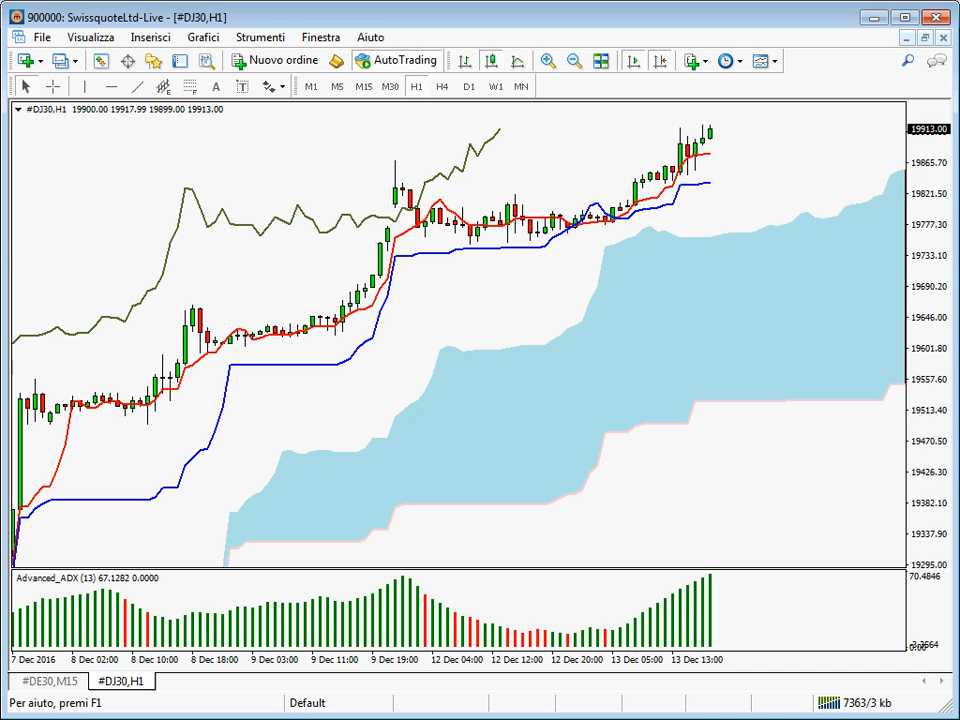 900000: SwissquoteLtd-Live - [#DJ30,H1]
File Visualizza Inserisci Grafici Strumenti Finestra Aiuto
Nuovo ordine AutoTrading
A T M1 M5 M15 M30 H1 H4 D1 W1 MN
#DJ30,H1 19900.00 19917.99 19899.00 19913.00
19913.00
19865.70
19821.50
19777.30
19733.10
19690.20
19646.00
19601.80
19557.60
19513.40
19470.50
19426.30
19382.10
19337.90
19295.00
Advanced_ADX (13) 67.1282 0.0000
70.4846
7 Dec 2016 8 Dec 02:00 8 Dec 10:00 8 Dec 18:00 9 Dec 03:00 9 Dec 11:00 9 Dec 19:00 12 Dec 04:00 12 Dec 12:00 12 Dec 20:00 13 Dec 05:00 13 Dec 13:00
#DE30,M15 #DJ30,H1
Per aiuto, premi F1 Default 7363/3 kb